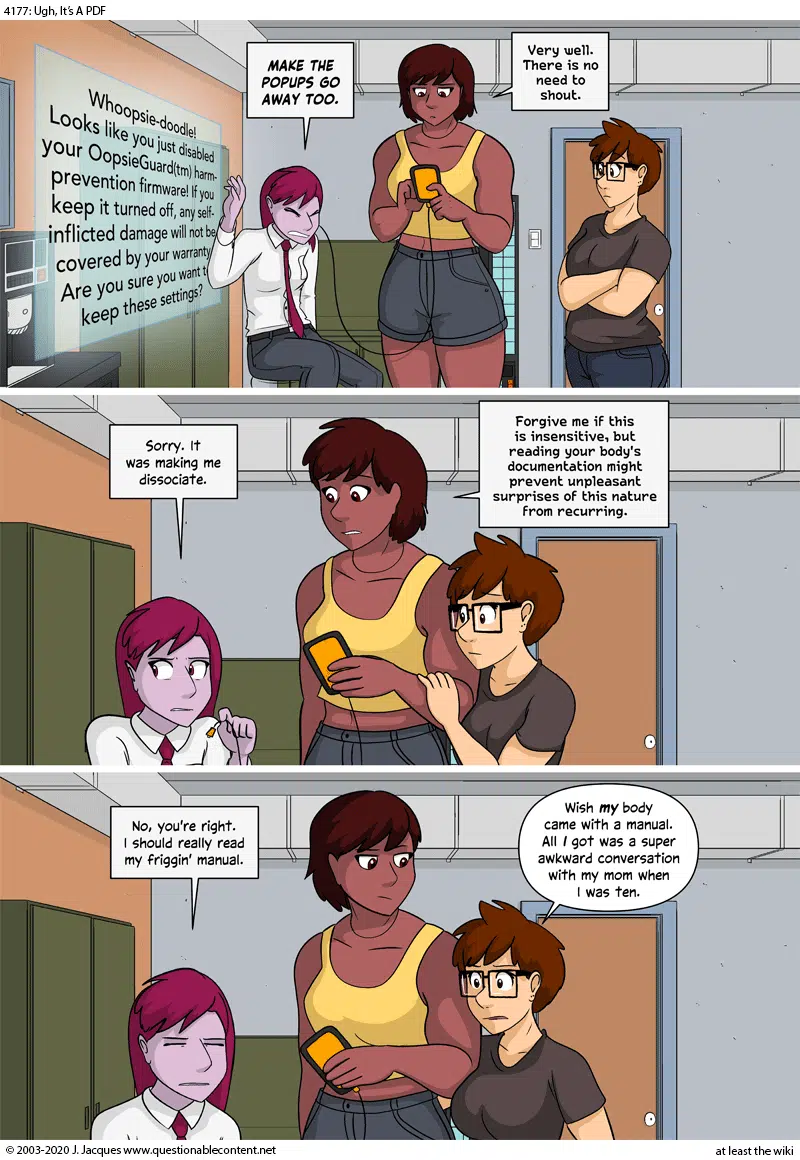 4177: Ugh, It's A PDF
Whoopsie-doodle!
Looks like you just disabled
your OopsieGuard(tm) harm-
prevention firmware! If you
keep it turned off, any self-
inflicted damage will not be
covered by your warranty
Are you sure you want t
keep these settings?
MAKE THE
POPUPS GO
AWAY TOO.
Very well.
There is no
need to
shout.
Sorry. It
was making me
dissociate.
Forgive me if this
is insensitive, but
reading your body's
documentation might
prevent unpleasant
surprises of this nature
from recurring.
No, you're right.
I should really read
my friggin' manual.
Wish my body
came with a manual.
All I got was a super
awkward conversation
with my mom when
I was ten.
© 2003-2020 J. Jacques www.questionablecontent.net
at least the wiki